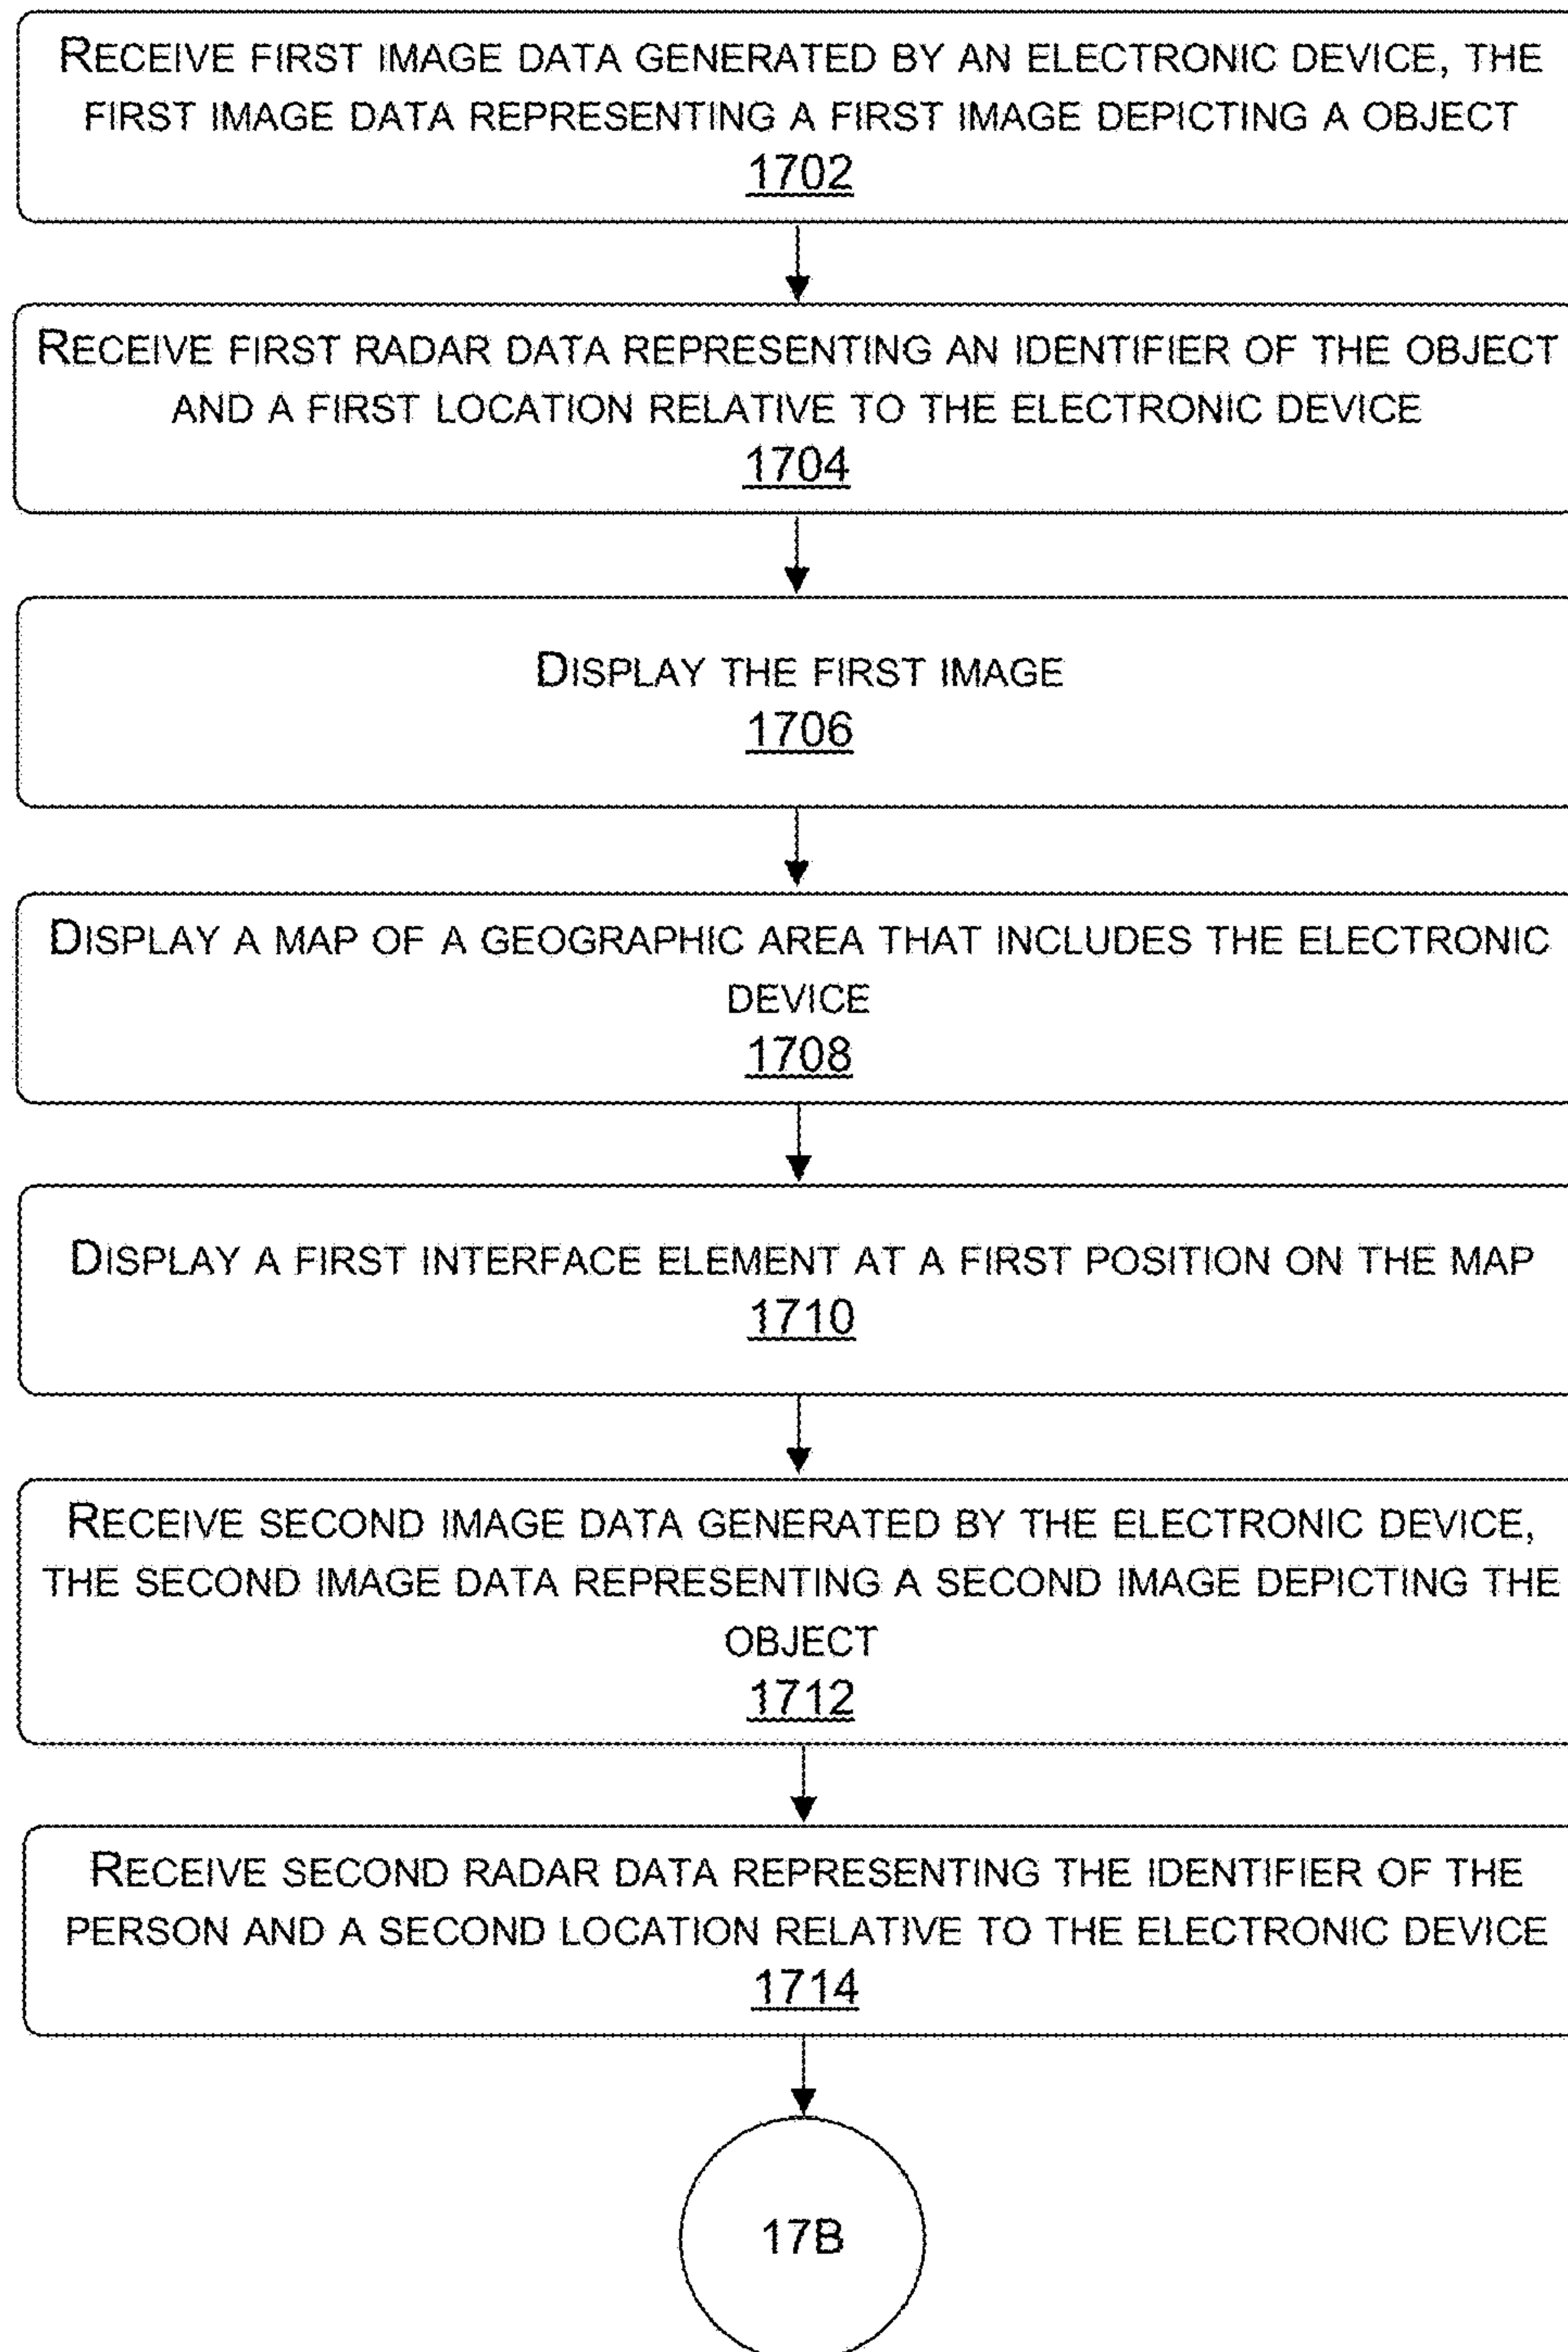 RECEIVE FIRST IMAGE DATA GENERATED BY AN ELECTRONIC DEVICE, THE
FIRST IMAGE DATA REPRESENTING A FIRST IMAGE DEPICTING A OBJECT
1702
RECEIVE FIRST RADAR DATA REPRESENTING AN IDENTIFIER OF THE OBJECT
AND A FIRST LOCATION RELATIVE TO THE ELECTRONIC DEVICE
1704
DISPLAY THE FIRST IMAGE
1706
DISPLAY A MAP OF A GEOGRAPHIC AREA THAT INCLUDES THE ELECTRONIC
DEVICE
1708
DISPLAY A FIRST INTERFACE ELEMENT AT A FIRST POSITION ON THE MAP
1710
RECEIVE SECOND IMAGE DATA GENERATED BY THE ELECTRONIC DEVICE,
THE SECOND IMAGE DATA REPRESENTING A SECOND IMAGE DEPICTING THE
OBJECT
1712
RECEIVE SECOND RADAR DATA REPRESENTING THE IDENTIFIER OF THE
PERSON AND A SECOND LOCATION RELATIVE TO THE ELECTRONIC DEVICE
1714
17B